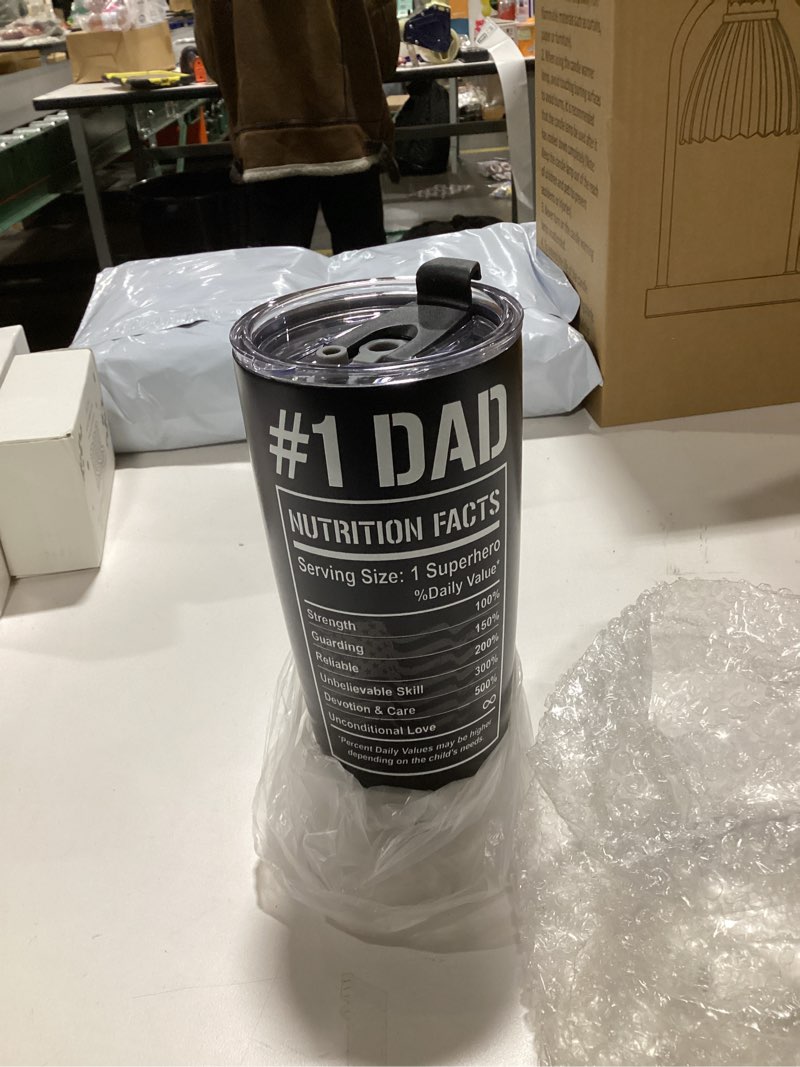 #1 DAD
NUTRITION FACTS
Serving Size: 1 Superhero
%Daily Value*
Strength 100%
Guarding 150%
Reliable 200%
Unbelievable Skill 300%
Devotion & Care 500%
Unconditional Love ∞
*Percent Daily Values may be higher
depending on the child's needs.